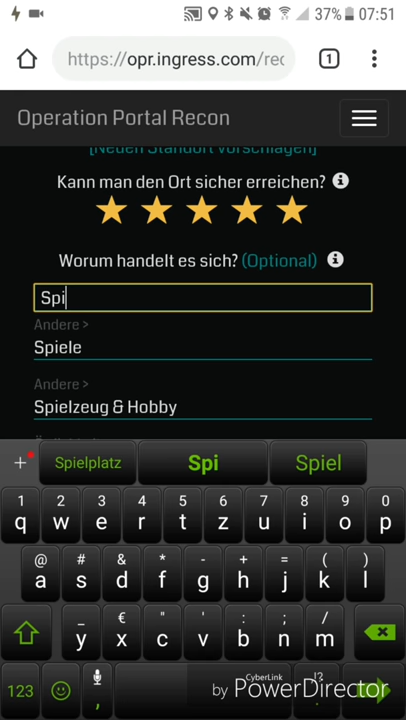 37% 07:51
https://opr.ingress.com/rec 1
Operation Portal Recon
[Neuen Standort vorschlagen]
Kann man den Ort sicher erreichen?
Worum handelt es sich? (Optional)
Spi
Andere >
Spiele
Andere >
Spielzeug & Hobby
+ Spielplatz Spi Spiel
1 2 3 4 5 6 7 8 9 0
q w e r t z u i o p
@ # & * - + = ( )
a s d f g h j k l
_ € " ' : ; /
y x c v b n m
CyberLink !?
123 , by PowerDirector